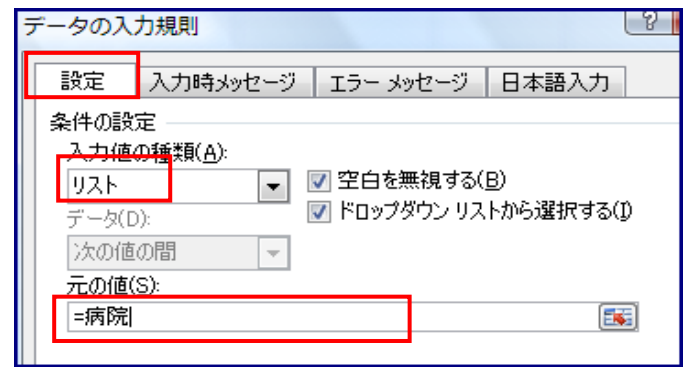 データの入力規則
設定 入力時メッセージ エラー メッセージ 日本語入力
条件の設定
入力値の種類(A):
リスト 空白を無視する(B)
データ(D): ドロップダウン リストから選択する(I)
次の値の間
元の値(S):
=病院